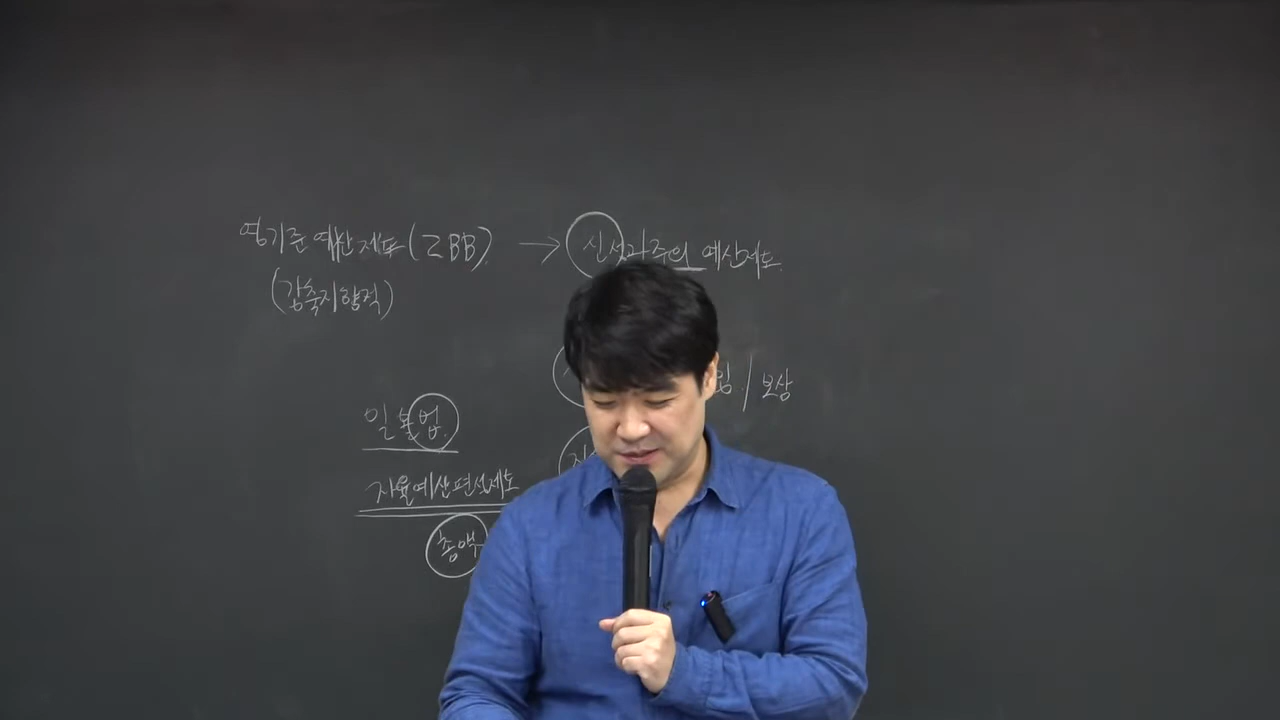 영기준 예산제도(ZBB) → 신성과주의 예산제도
(감축지향적)
/ 보상
일몰법
자율예산편성제도
총액